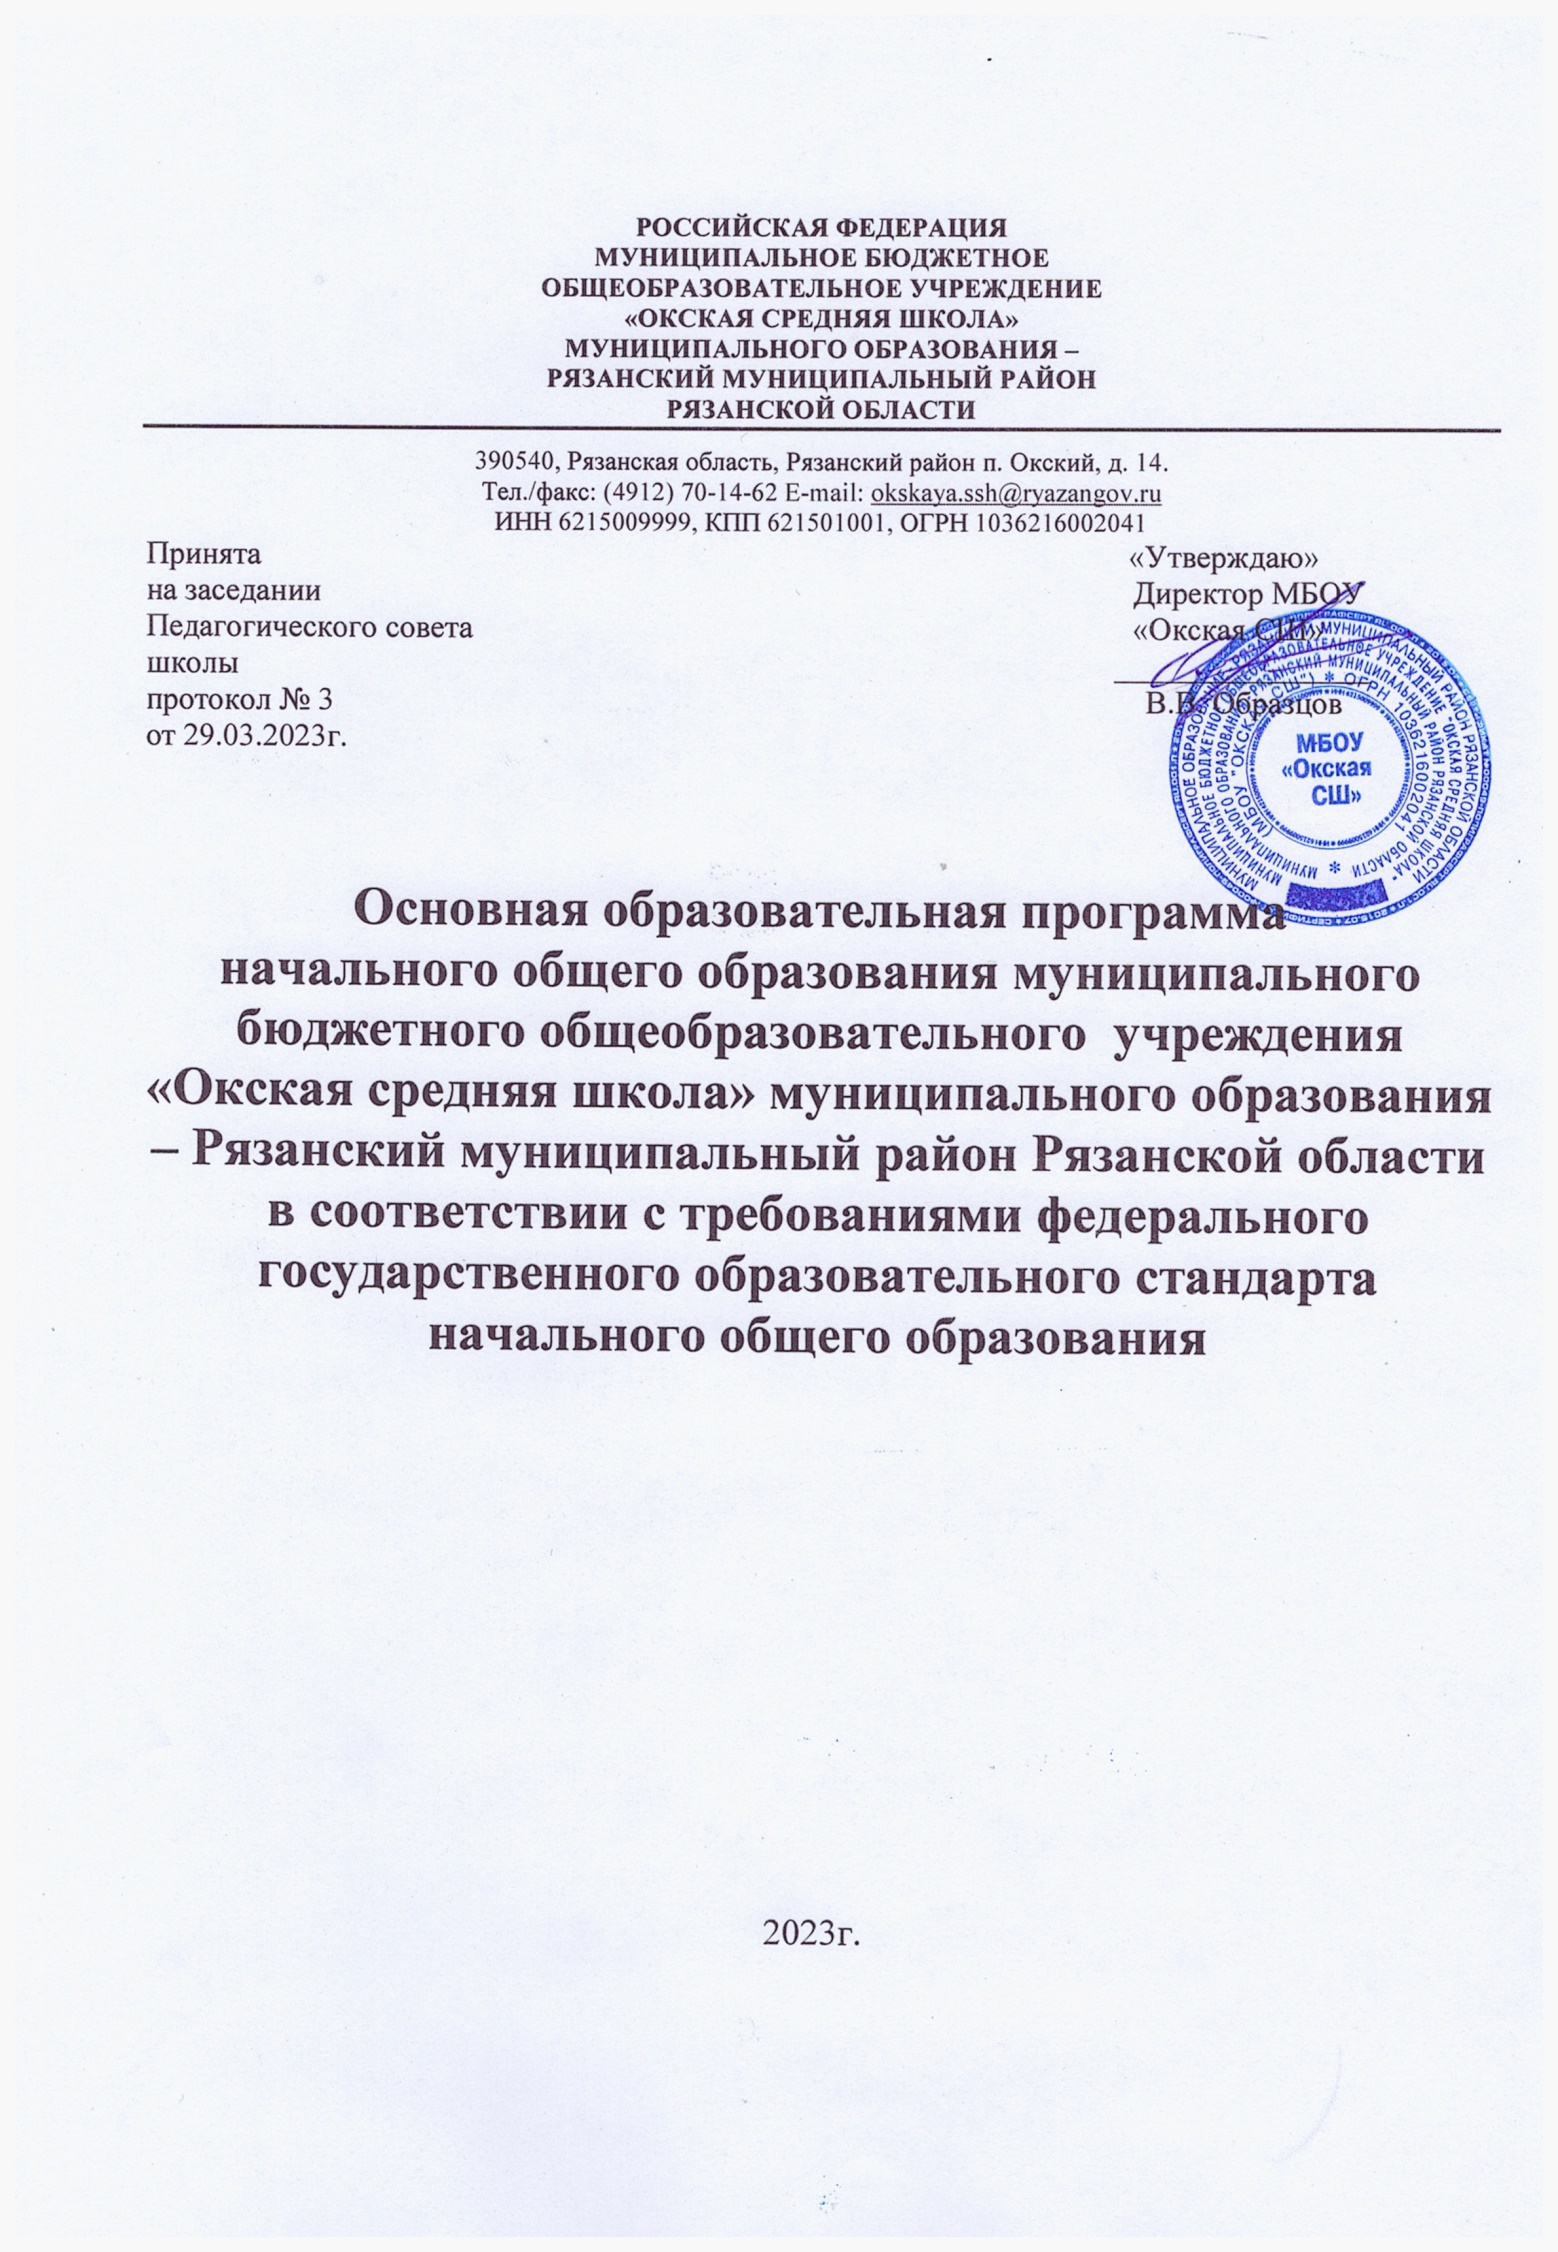 РОССИЙСКАЯ ФЕДЕРАЦИЯ
МУНИЦИПАЛЬНОЕ БЮДЖЕТНОЕ
ОБЩЕОБРАЗОВАТЕЛЬНОЕ УЧРЕЖДЕНИЕ
«ОКСКАЯ СРЕДНЯЯ ШКОЛА»
МУНИЦИПАЛЬНОГО ОБРАЗОВАНИЯ –
РЯЗАНСКИЙ МУНИЦИПАЛЬНЫЙ РАЙОН
РЯЗАНСКОЙ ОБЛАСТИ
390540, Рязанская область, Рязанский район п. Окский, д. 14.
Тел./факс: (4912) 70-14-62 E-mail: okskaya.ssh@ryazangov.ru
ИНН 6215009999, КПП 621501001, ОГРН 1036216002041
Принята
на заседании
Педагогического совета
школы
протокол № 3
от 29.03.2023г.
«Утверждаю»
Директор МБОУ
«Окская СШ»
В.В. Образцов
МБОУ
«Окская
СШ»
Основная образовательная программа
начального общего образования муниципального
бюджетного общеобразовательного учреждения
«Окская средняя школа» муниципального образования
– Рязанский муниципальный район Рязанской области
в соответствии с требованиями федерального
государственного образовательного стандарта
начального общего образования
2023г.